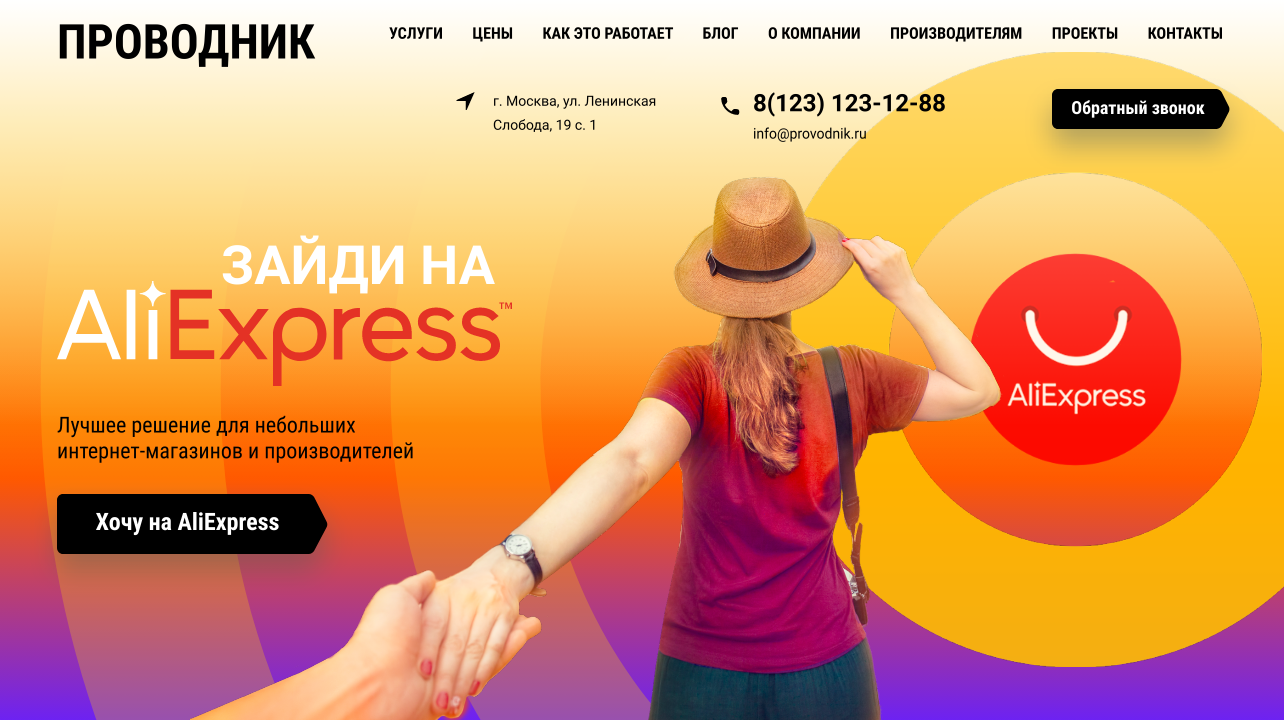 ПРОВОДНИК
УСЛУГИ ЦЕНЫ КАК ЭТО РАБОТАЕТ БЛОГ О КОМПАНИИ ПРОИЗВОДИТЕЛЯМ ПРОЕКТЫ КОНТАКТЫ
г. Москва, ул. Ленинская
Слобода, 19 с. 1
8(123) 123-12-88
info@provodnik.ru
Обратный звонок
ЗАЙДИ НА
AliExpress™
Лучшее решение для небольших
интернет-магазинов и производителей
Хочу на AliExpress
AliExpress